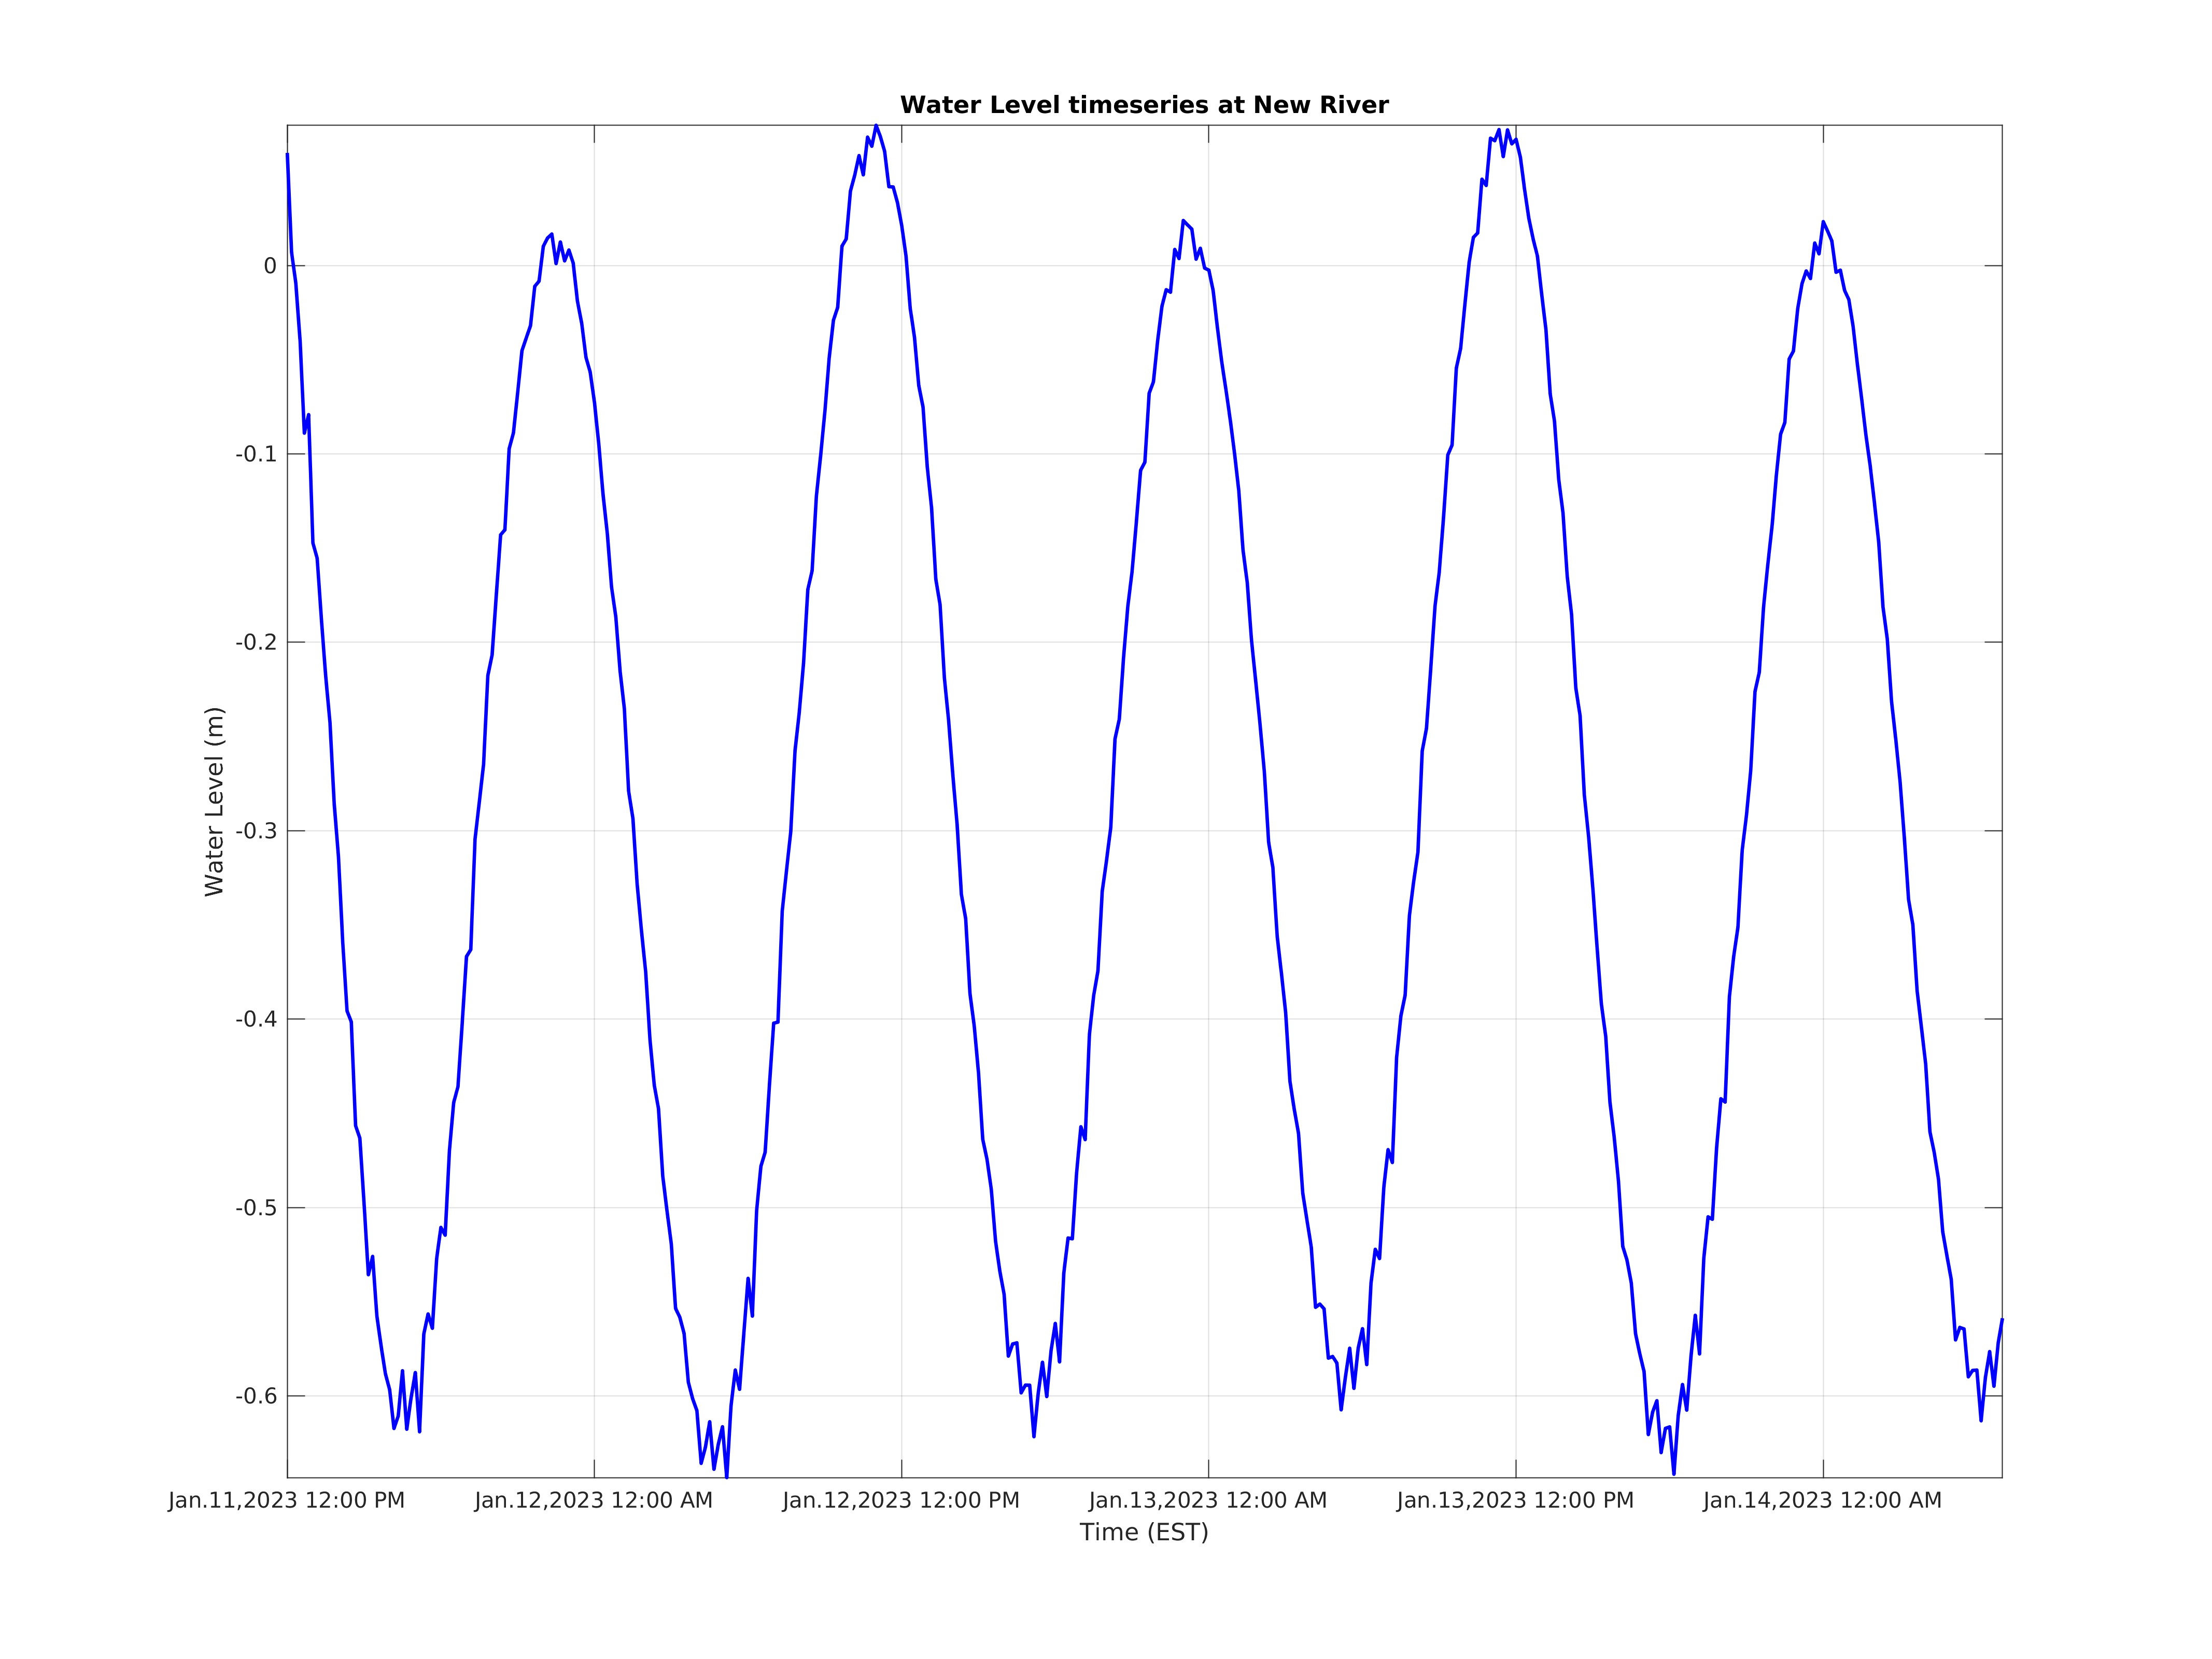 Water Level timeseries at New River
0
-0.1
-0.2
-0.3
-0.4
-0.5
-0.6
Water Level (m)
Jan.11,2023 12:00 PM
Jan.12,2023 12:00 AM
Jan.12,2023 12:00 PM
Jan.13,2023 12:00 AM
Jan.13,2023 12:00 PM
Jan.14,2023 12:00 AM
Time (EST)